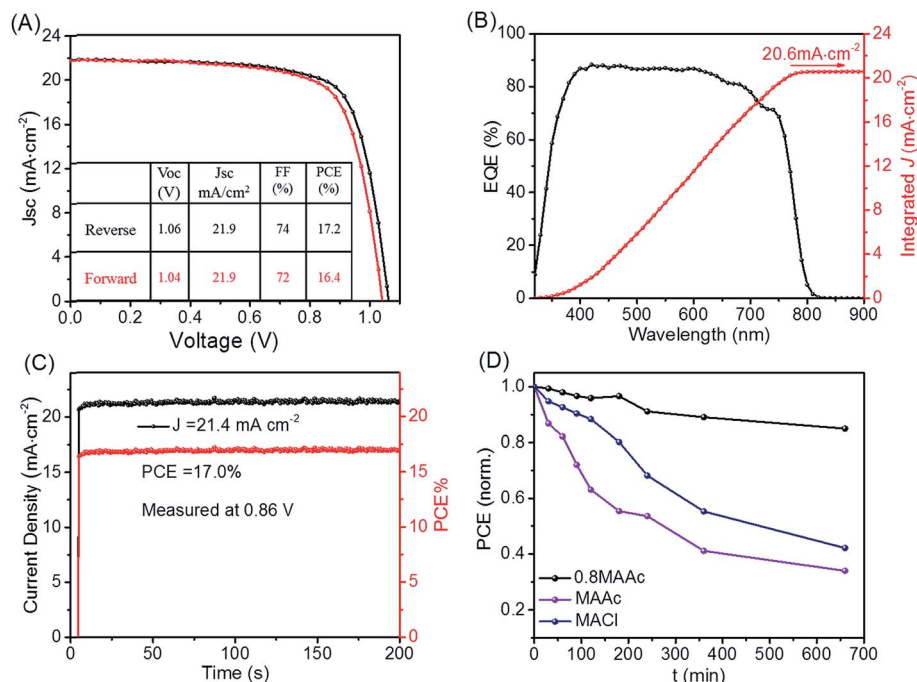 (A)
24
20
16
12
8
4
0
Jsc (mA·cm-2)
Voc (V) Jsc mA/cm² FF (%) PCE (%)
Reverse 1.06 21.9 74 17.2
Forward 1.04 21.9 72 16.4
0.0 0.2 0.4 0.6 0.8 1.0
Voltage (V)
(B)
100
80
60
40
20
0
EQE (%)
20.6mA·cm-2
24
20
16
12
8
4
0
Integrated J (mA·cm-2)
400 500 600 700 800 900
Wavelength (nm)
(C)
25
20
15
10
5
0
Current Density (mA·cm-2)
J =21.4 mA cm-2
PCE =17.0%
Measured at 0.86 V
25
20
15
10
5
0
PCE%
0 50 100 150 200
Time (s)
(D)
1.0
0.8
0.6
0.4
0.2
PCE (norm.)
0.8MAAc
MAAc
MACl
0 100 200 300 400 500 600 700
t (min)